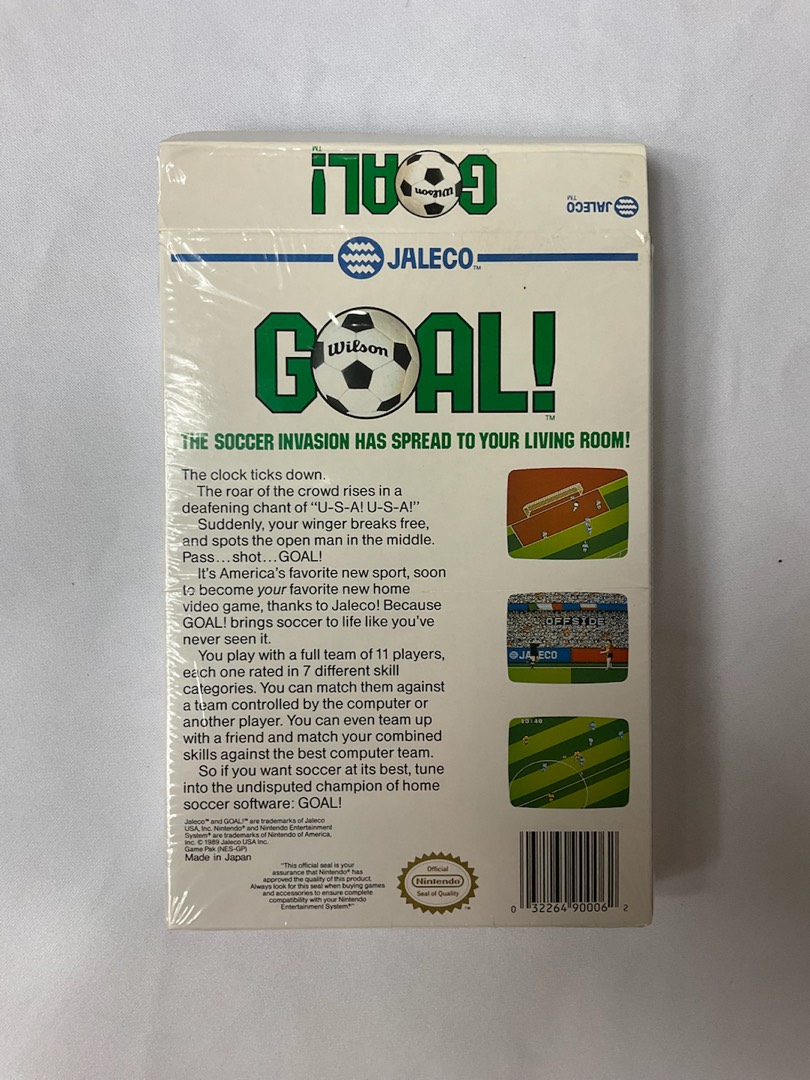 GOAL!
TM
Wilson
JALECO
TM
JALECO
TM
GOAL!
Wilson
TM
THE SOCCER INVASION HAS SPREAD TO YOUR LIVING ROOM!
The clock ticks down.
The roar of the crowd rises in a
deafening chant of “U-S-A! U-S-A!”
Suddenly, your winger breaks free,
and spots the open man in the middle.
Pass...shot...GOAL!
It's America's favorite new sport, soon
to become your favorite new home
video game, thanks to Jaleco! Because
GOAL! brings soccer to life like you've
never seen it.
You play with a full team of 11 players,
each one rated in 7 different skill
categories. You can match them against
a team controlled by the computer or
another player. You can even team up
with a friend and match your combined
skills against the best computer team.
So if you want soccer at its best, tune
into the undisputed champion of home
soccer software: GOAL!
OFFSIDE
JALECO
Jaleco™ and GOAL!™ are trademarks of Jaleco
USA, Inc. Nintendo® and Nintendo Entertainment
System® are trademarks of Nintendo of America,
Inc. © 1989 Jaleco USA Inc.
Game Pak (NES-GP)
Made in Japan
"This official seal is your
assurance that Nintendo® has
approved the quality of this product.
Always look for this seal when buying games
and accessories to ensure complete
compatibility with your Nintendo
Entertainment System®"
Official
Nintendo
Seal of Quality
TM
0 32264 90006 2